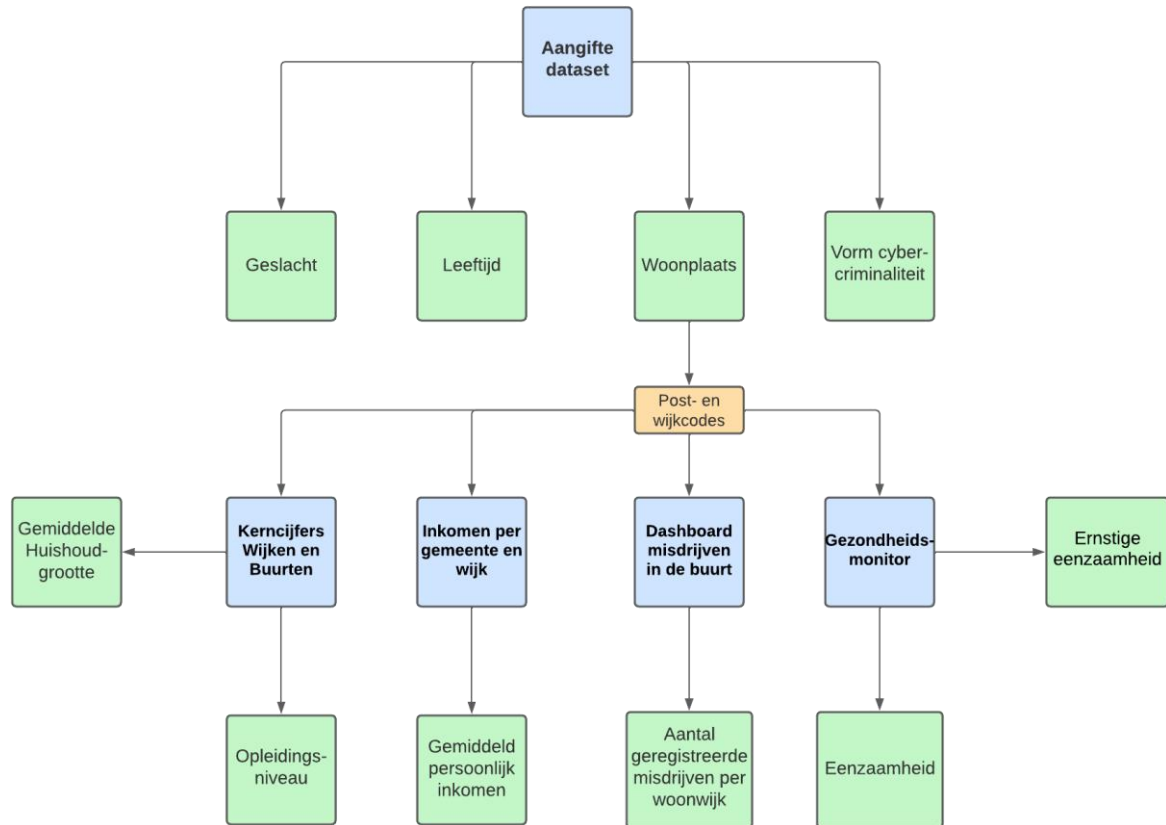 Aangifte
dataset
Geslacht
Leeftijd
Woonplaats
Vorm cyber-
criminaliteit
Post- en
wijkcodes
Gemiddelde
Huishoud-
grootte
Kerncijfers
Wijken en
Buurten
Inkomen per
gemeente en
wijk
Dashboard
misdrijven
in de buurt
Gezondheids-
monitor
Ernstige
eenzaamheid
Opleidings-
niveau
Gemiddeld
persoonlijk
inkomen
Aantal
geregistreerde
misdrijven per
woonwijk
Eenzaamheid